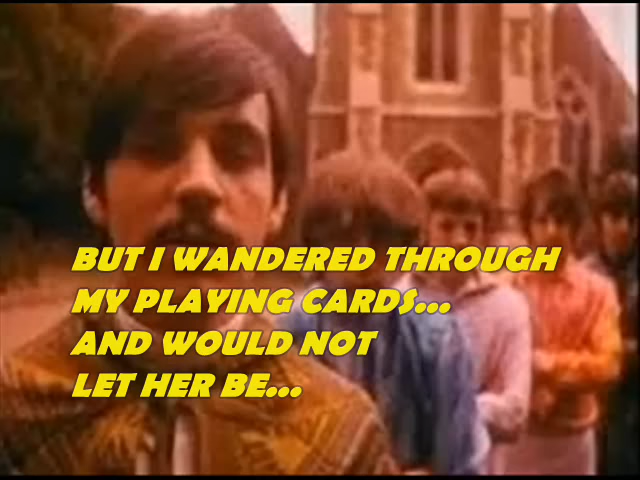 BUT I WANDERED THROUGH
MY PLAYING CARDS...
AND WOULD NOT
LET HER BE...